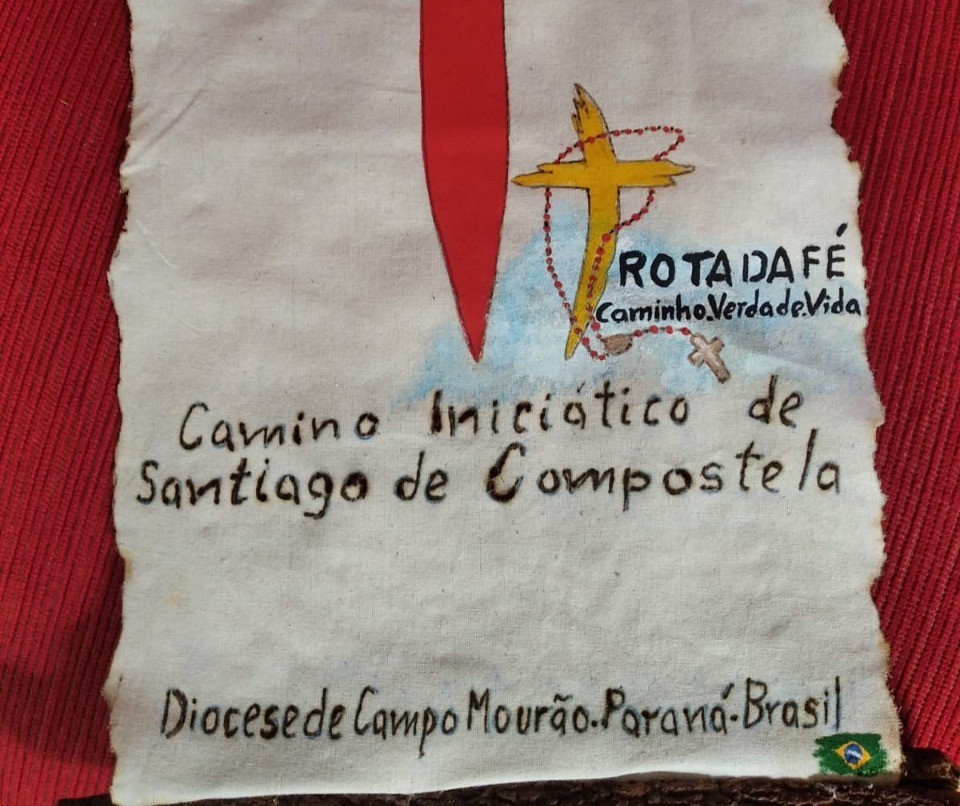 ROTA DA FÉ
Caminho.Verdade.Vida
Camino Iniciático de
Santiago de Compostela
Diocese de Campo Mourão.Paraná-Brasil